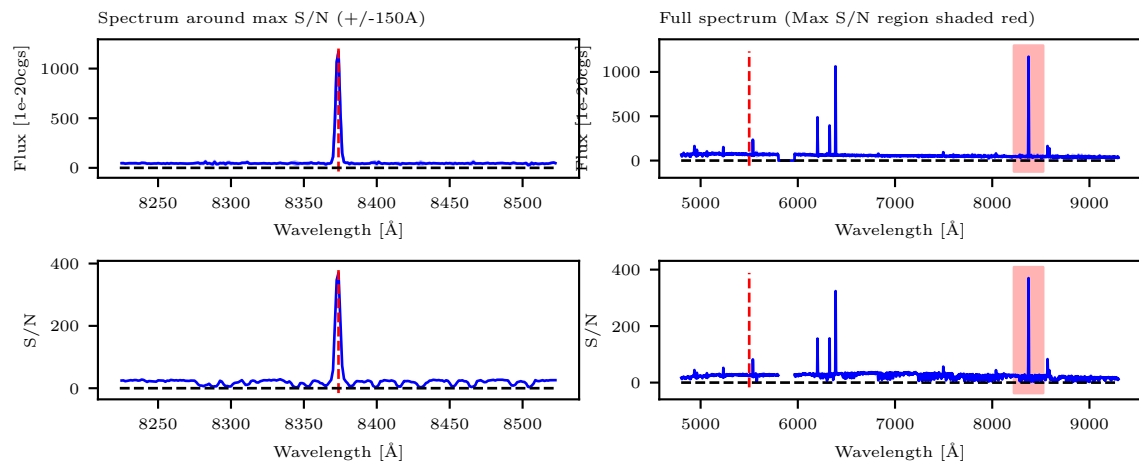 Spectrum around max S/N (+/-150A)
Full spectrum (Max S/N region shaded red)
Flux [1e-20cgs]
1000
500
0
8250 8300 8350 8400 8450 8500
Wavelength [Å]
Flux [1e-20cgs]
1000
500
0
5000 6000 7000 8000 9000
Wavelength [Å]
S/N
400
200
0
8250 8300 8350 8400 8450 8500
Wavelength [Å]
S/N
400
200
0
5000 6000 7000 8000 9000
Wavelength [Å]